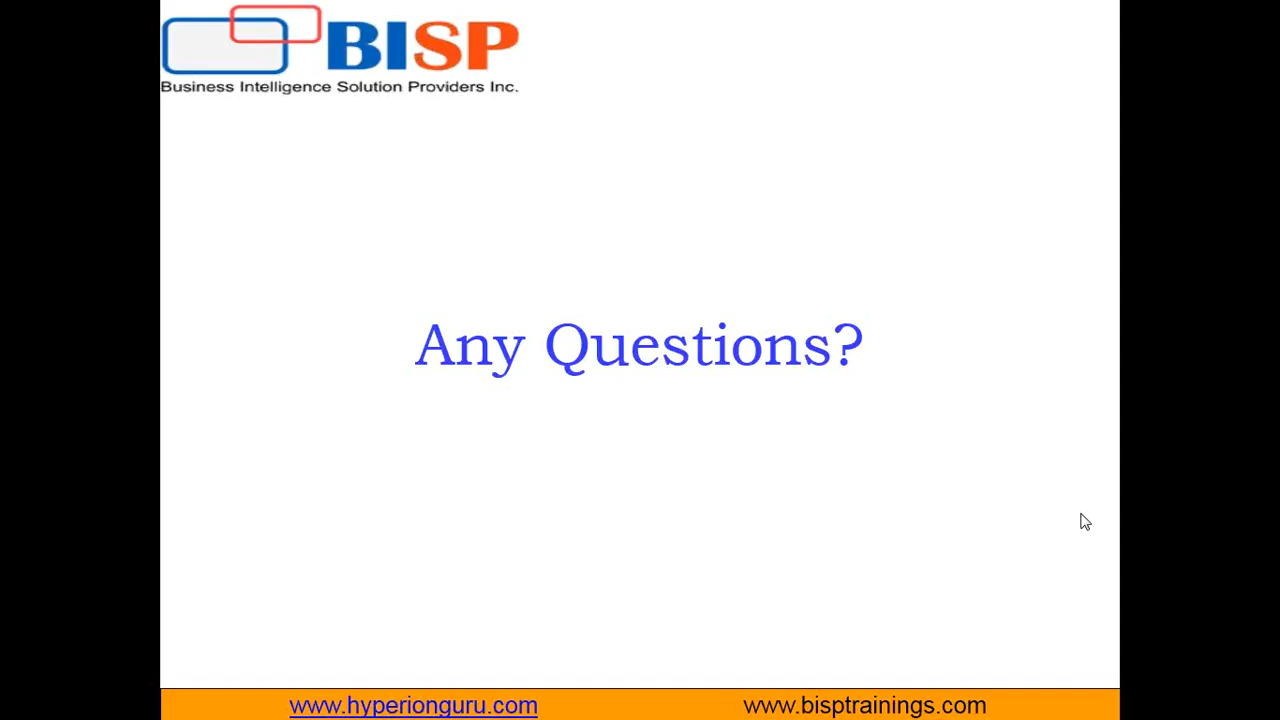 BISP
Business Intelligence Solution Providers Inc.
Any Questions?
www.hyperionguru.com www.bisptrainings.com